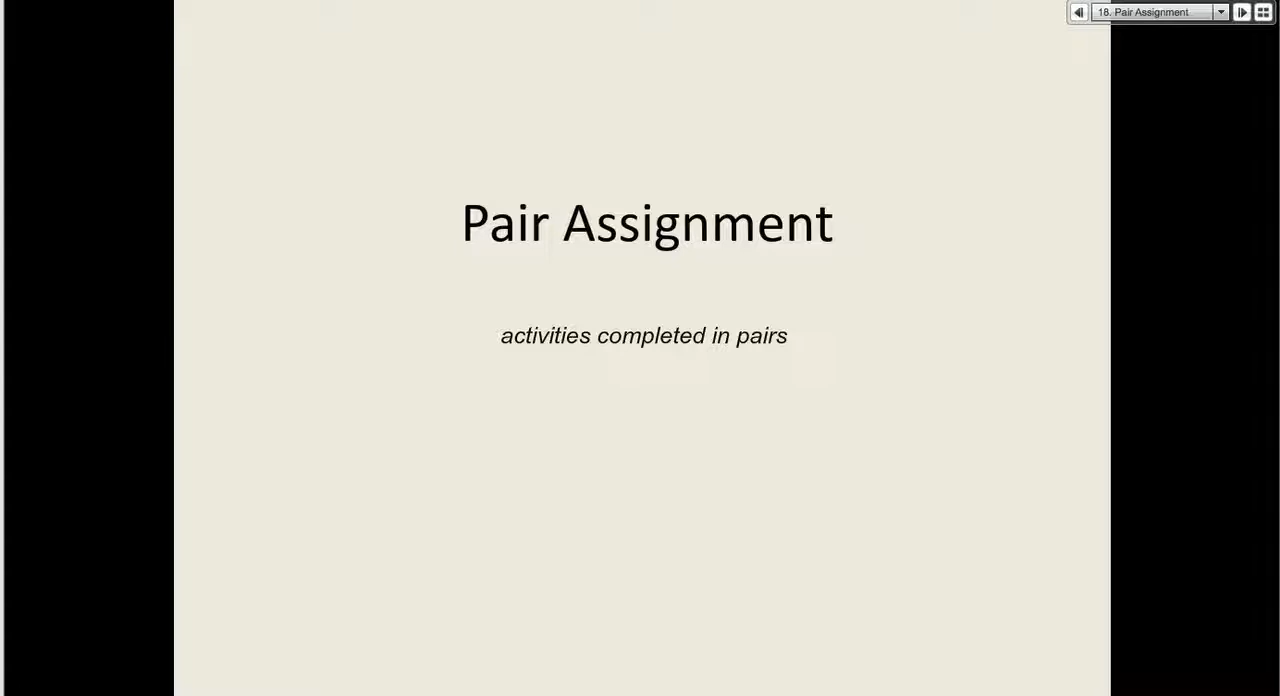 18. Pair Assignment
Pair Assignment
activities completed in pairs